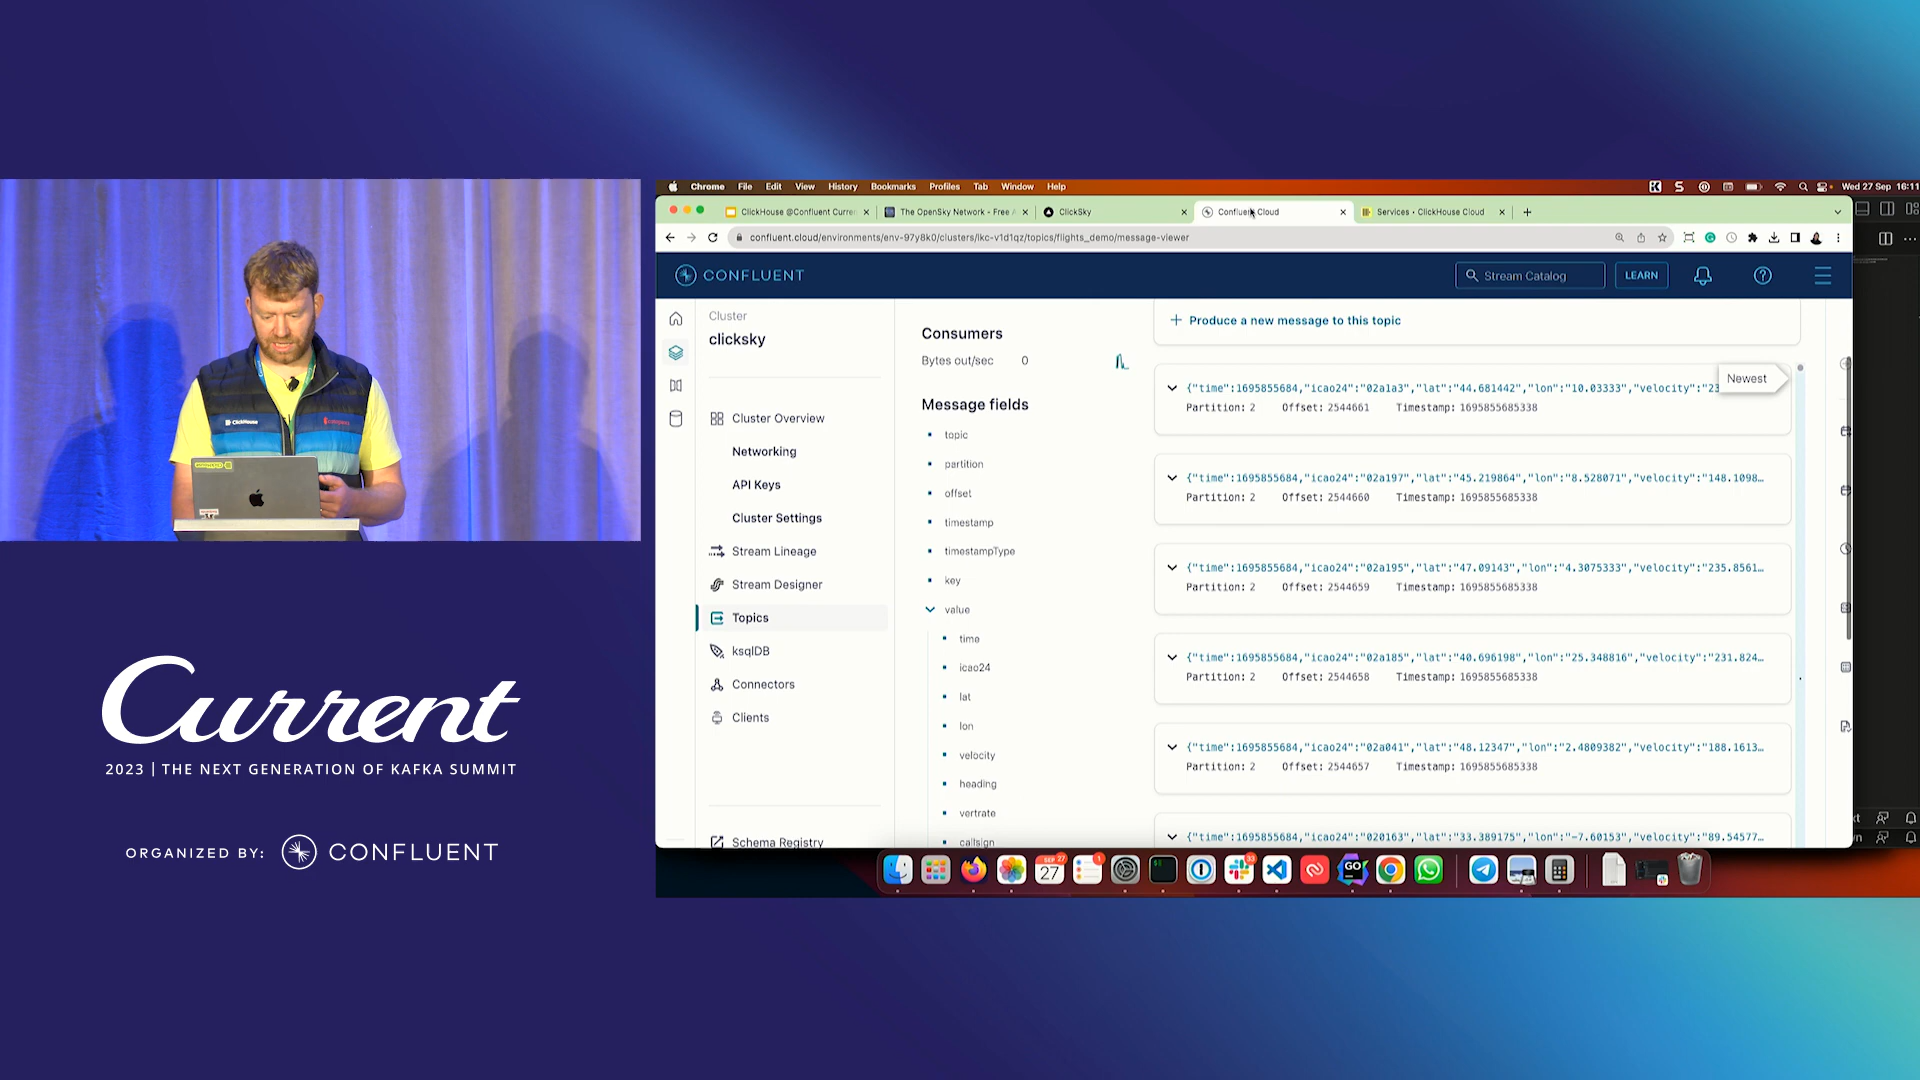 Chrome File Edit View History Bookmarks Profiles Tab Window Help
Wed 27 Sep 16:11
ClickHouse @Confluent Curre
The OpenSky Network - Free A
ClickSky
Confluent Cloud
Services · ClickHouse Cloud
confluent.cloud/environments/env-97y8k0/clusters/lkc-v1d1qz/topics/flights_demo/message-viewer
CONFLUENT
Stream Catalog
LEARN
Cluster
clicksky
Cluster Overview
Networking
API Keys
Cluster Settings
Stream Lineage
Stream Designer
Topics
ksqlDB
Connectors
Clients
Schema Registry
Consumers
Bytes out/sec 0
Message fields
topic
partition
offset
timestamp
timestampType
key
value
time
icao24
lat
lon
velocity
heading
vertrate
callsign
Produce a new message to this topic
Newest
{"time":1695855684,"icao24":"02a1a3","lat":"44.681442","lon":"10.03333","velocity":"23
Partition: 2 Offset: 2544661 Timestamp: 1695855685338
{"time":1695855684,"icao24":"02a197","lat":"45.219864","lon":"8.528071","velocity":"148.1098…
Partition: 2 Offset: 2544660 Timestamp: 1695855685338
{"time":1695855684,"icao24":"02a195","lat":"47.09143","lon":"4.3075333","velocity":"235.8561…
Partition: 2 Offset: 2544659 Timestamp: 1695855685338
{"time":1695855684,"icao24":"02a185","lat":"40.696198","lon":"25.348816","velocity":"231.824…
Partition: 2 Offset: 2544658 Timestamp: 1695855685338
{"time":1695855684,"icao24":"02a041","lat":"48.12347","lon":"2.4809382","velocity":"188.1613…
Partition: 2 Offset: 2544657 Timestamp: 1695855685338
{"time":1695855684,"icao24":"020163","lat":"33.389175","lon":"-7.60153","velocity":"89.54577…
SEP 27
27
1
33
GO
ClickHouse
Current
2023 | THE NEXT GENERATION OF KAFKA SUMMIT
ORGANIZED BY: CONFLUENT